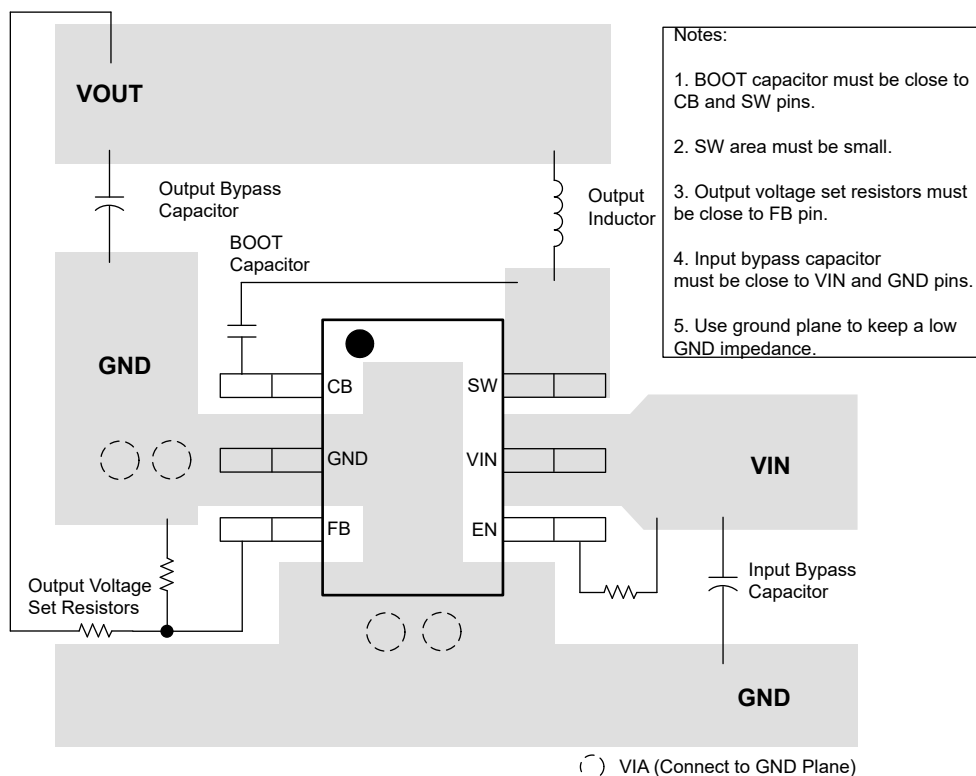 VOUT
Output Bypass
Capacitor
Output
Inductor
BOOT
Capacitor
GND
CB
SW
GND
VIN
VIN
FB
EN
Output Voltage
Set Resistors
Input Bypass
Capacitor
GND
VIA (Connect to GND Plane)
Notes:
1. BOOT capacitor must be close to
CB and SW pins.
2. SW area must be small.
3. Output voltage set resistors must
be close to FB pin.
4. Input bypass capacitor
must be close to VIN and GND pins.
5. Use ground plane to keep a low
GND impedance.